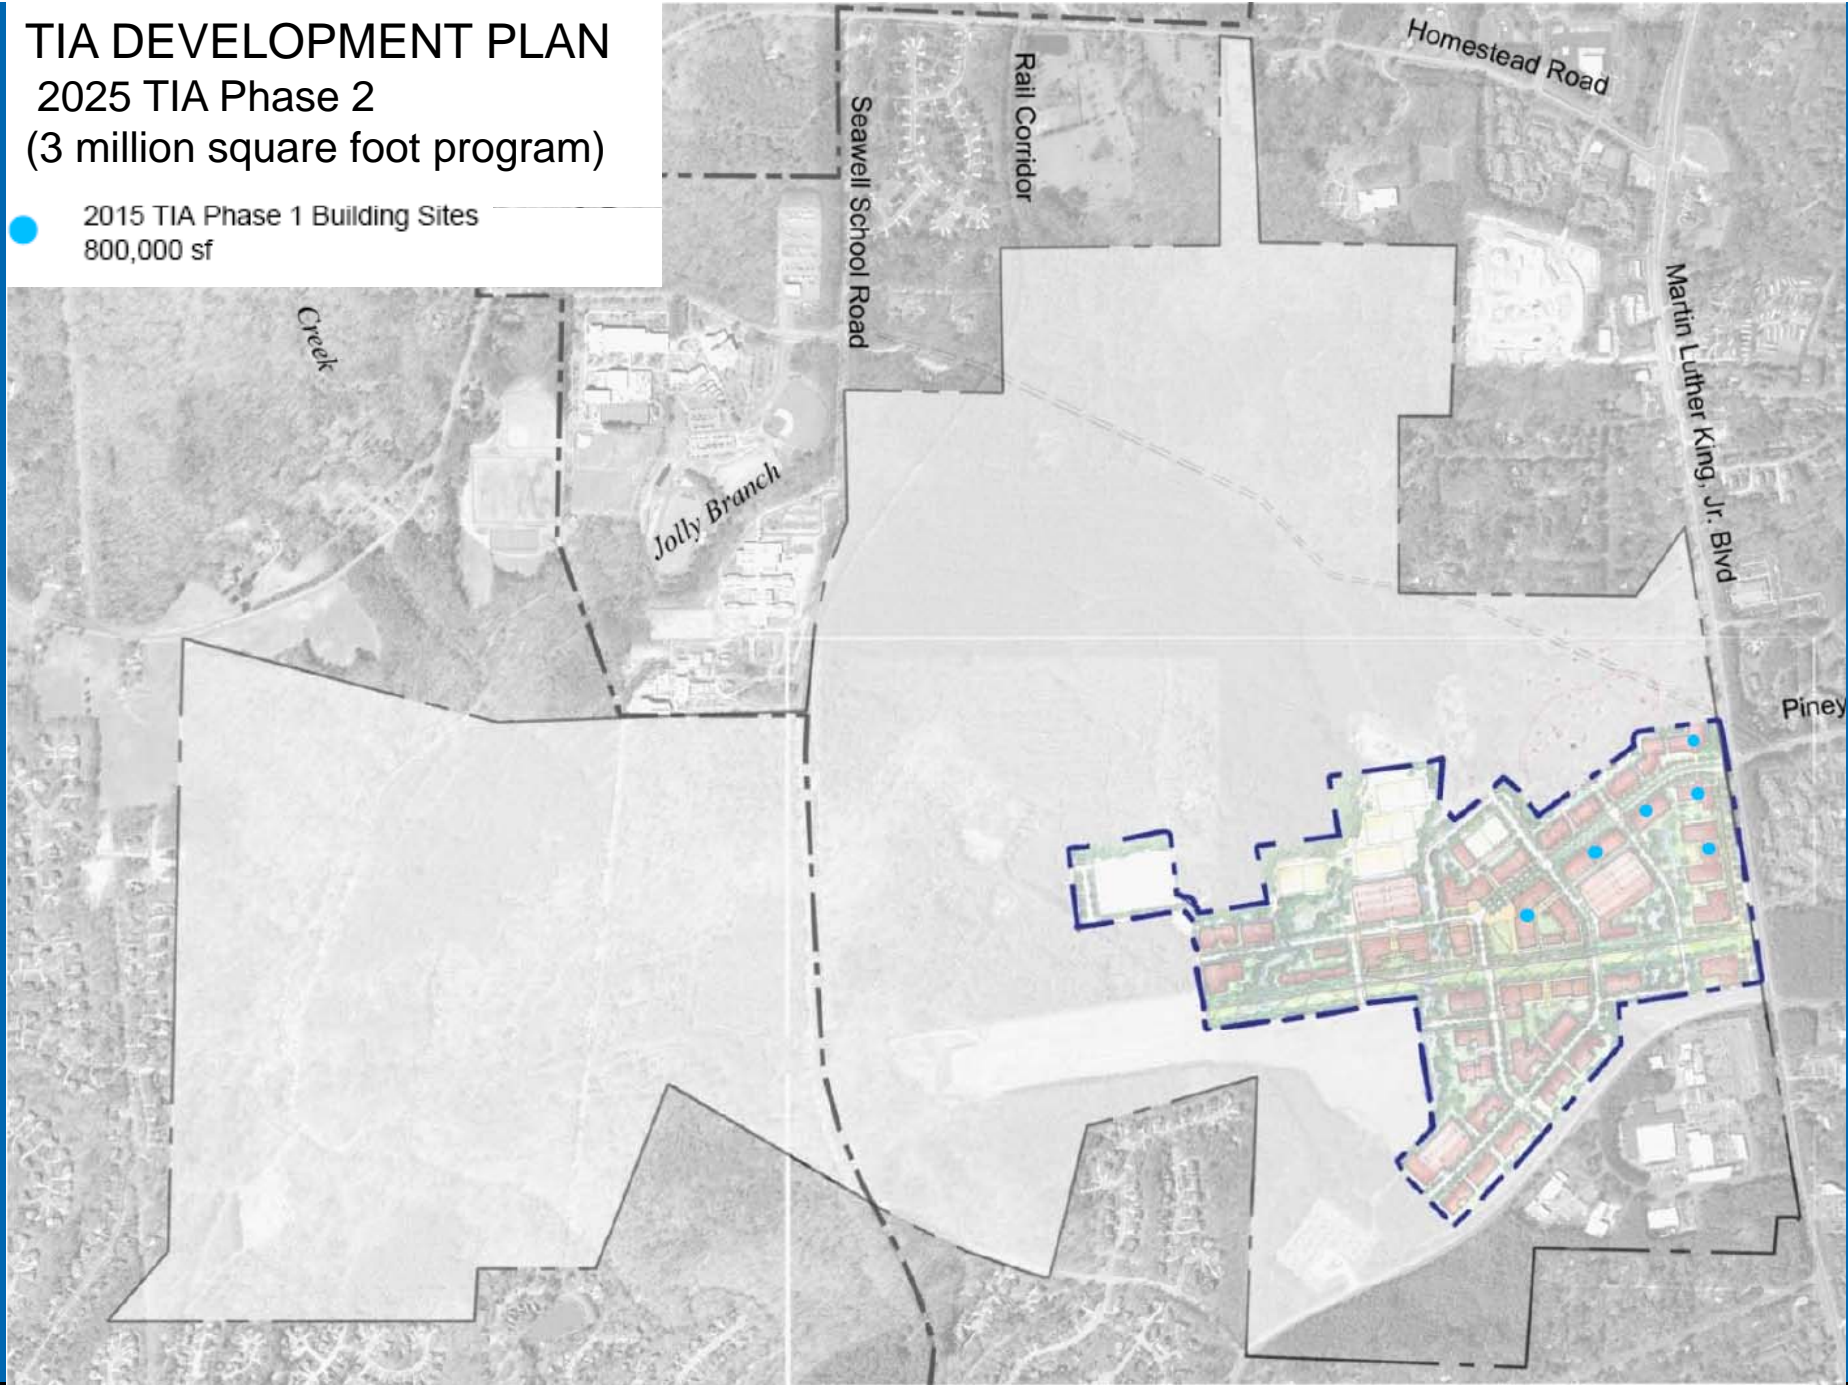 TIA DEVELOPMENT PLAN
2025 TIA Phase 2
(3 million square foot program)
2015 TIA Phase 1 Building Sites
800,000 sf
Homestead Road
Rail Corridor
Seawell School Road
Martin Luther King, Jr. Blvd
Creek
Jolly Branch
Piney